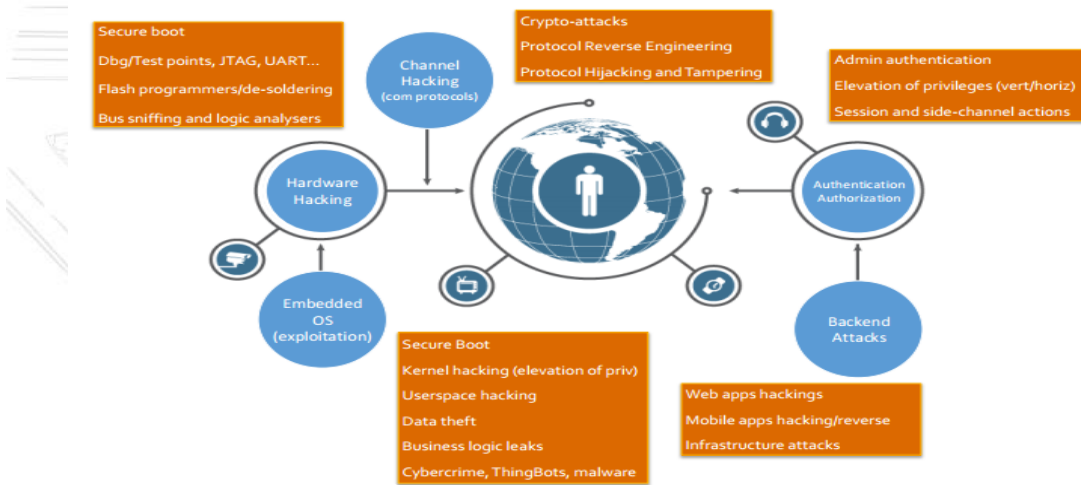 Secure boot
Dbg/Test points, JTAG, UART...
Flash programmers/de-soldering
Bus sniffing and logic analysers
Channel
Hacking
(com protocols)
Crypto-attacks
Protocol Reverse Engineering
Protocol Hijacking and Tampering
Admin authentication
Elevation of privileges (vert/horiz)
Session and side-channel actions
Hardware
Hacking
Authentication
Authorization
Embedded
OS
(exploitation)
Backend
Attacks
Secure Boot
Kernel hacking (elevation of priv)
Userspace hacking
Data theft
Business logic leaks
Cybercrime, ThingBots, malware
Web apps hackings
Mobile apps hacking/reverse
Infrastructure attacks